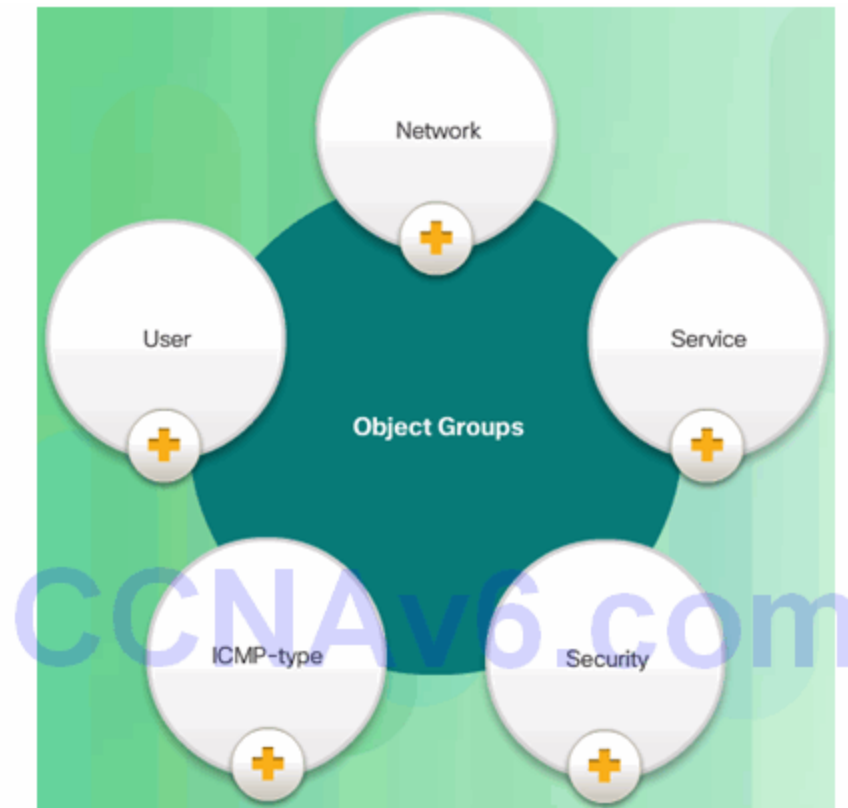 Network
User
Service
Object Groups
ICMP-type
Security
CCNAv6.com